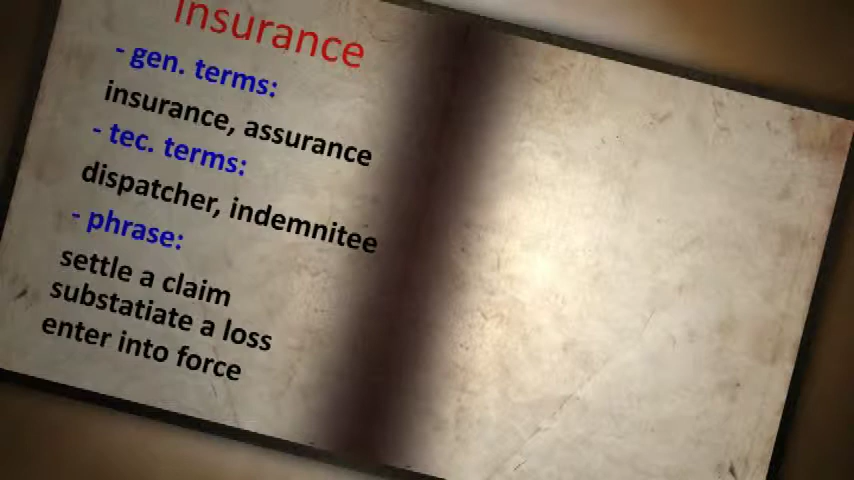 insurance
- gen. terms:
insurance, assurance
- tec. terms:
dispatcher, indemnitee
- phrase:
settle a claim
substatiate a loss
enter into force